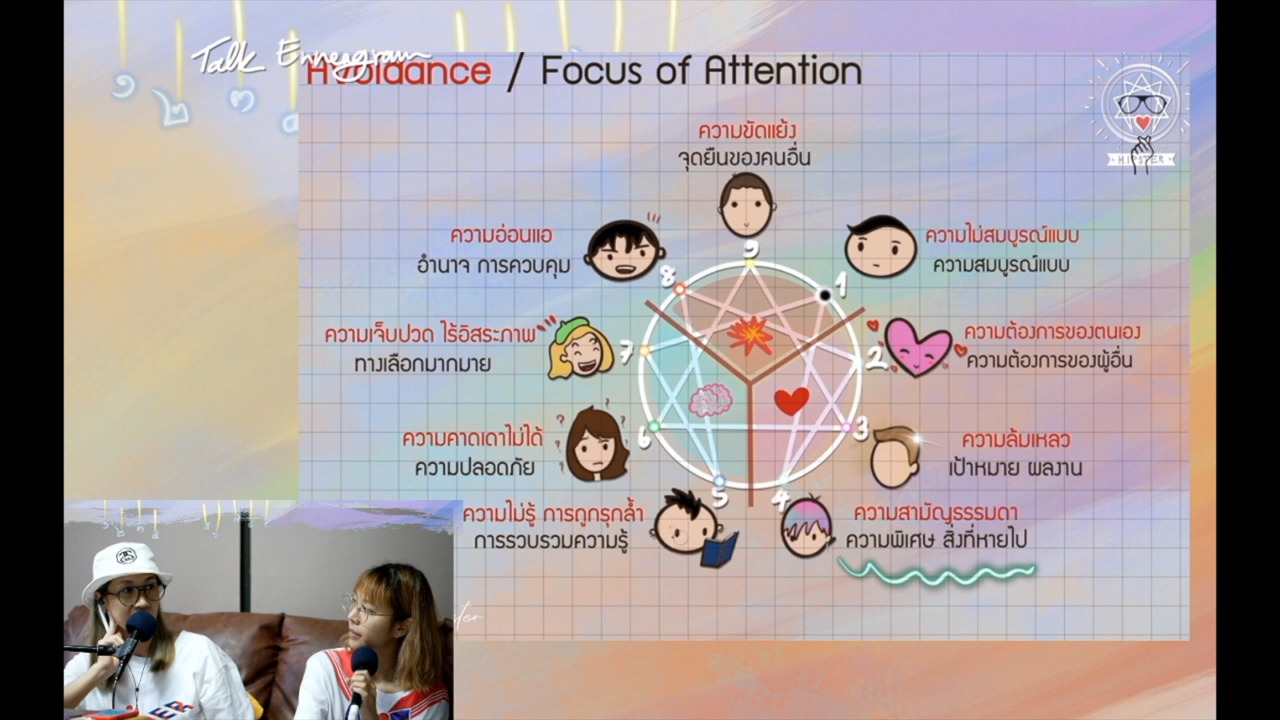 Talk Enneagram
๑ ๒ ๓ ๔
Avoidance / Focus of Attention
HIPSTER
ความขัดแย้ง
จุดยืนของคนอื่น
ความอ่อนแอ
อำนาจ การควบคุม
ความไม่สมบูรณ์แบบ
ความสมบูรณ์แบบ
9
8
1
ความเจ็บปวด ไร้อิสระภาพ
ทางเลือกมากมาย
7
2
ความต้องการของตนเอง
ความต้องการของผู้อื่น
ความคาดเดาไม่ได้
ความปลอดภัย
6
3
ความล้มเหลว
เป้าหมาย ผลงาน
5
4
ความไม่รู้ การถูกรุกล้ำ
การรวบรวมความรู้
ความสามัญธรรมดา
ความพิเศษ สิ่งที่หายไป